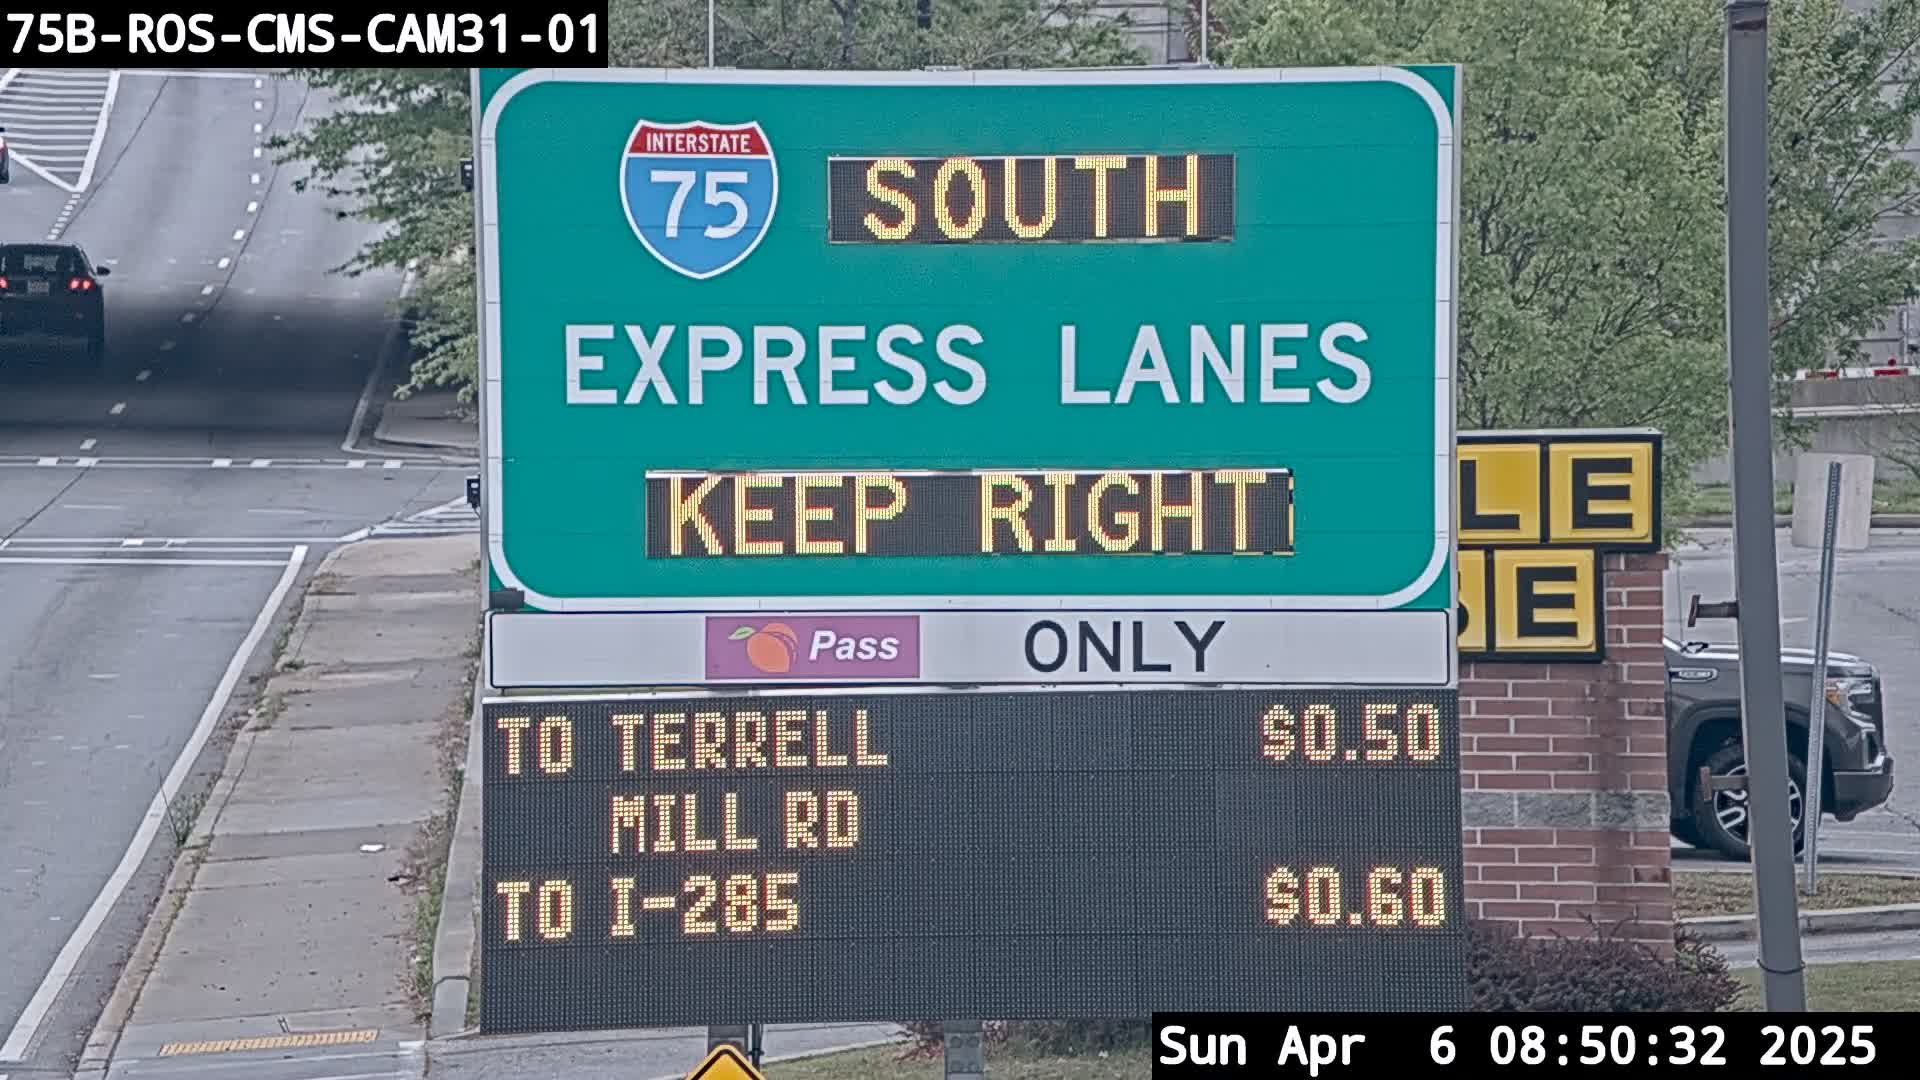 75B-ROS-CMS-CAM31-01
INTERSTATE
75
SOUTH
EXPRESS LANES
KEEP RIGHT
Pass ONLY
TO TERRELL $0.50
MILL RD
TO I-285 $0.60
LE
E
Sun Apr 6 08:50:32 2025